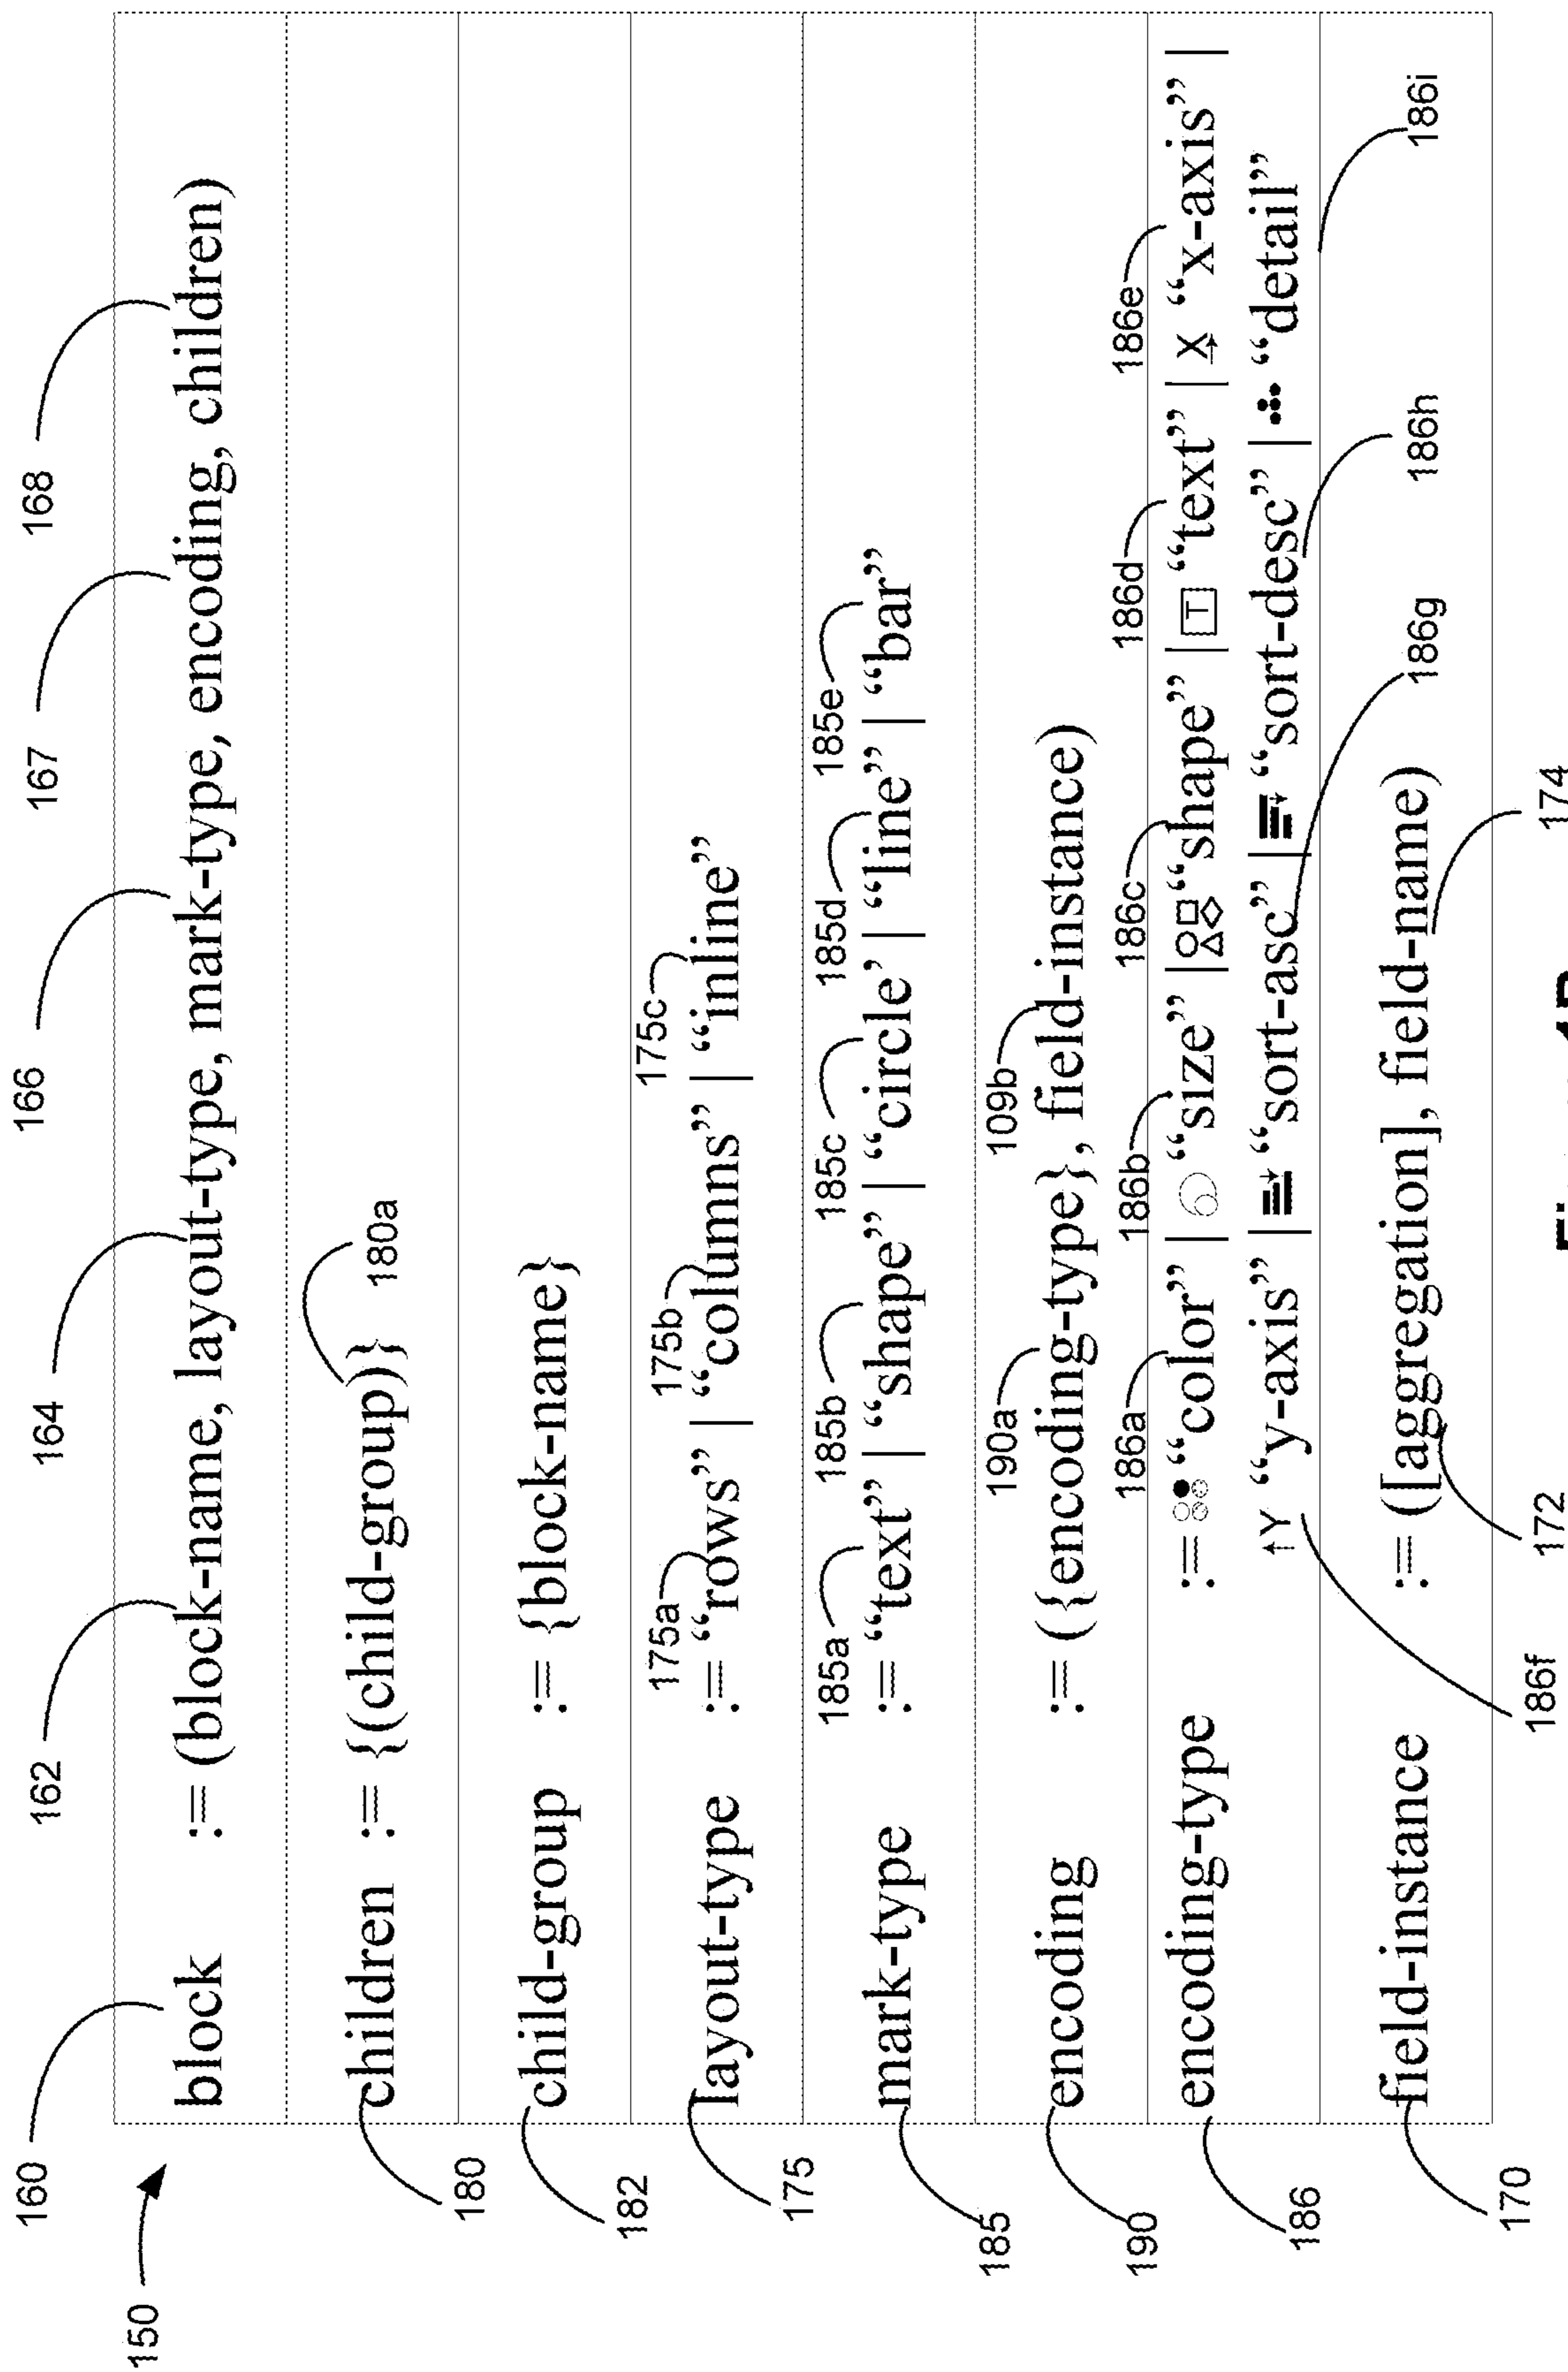 168
167
166
164
162
160
150
block := (block-name, layout-type, mark-type, encoding, children)
180
children := {(child-group)}
180a
182
child-group := {block-name}
175a
175b
175c
175
layout-type := “rows” | “columns” | “inline”
185a
185b
185c
185d
185e
185
mark-type := “text” | “shape” | “circle’ | “line” | “bar”
190a
109b
190
encoding := ({encoding-type}, field-instance)
186a
186b
186c
186d
186e
186
encoding-type := “color” | “size” | “shape” | T “text” | X “x-axis” |
↑Y “y-axis” | “sort-asc” | “sort-desc” | “detail”
186f
186g
186h
186i
170
field-instance := ([aggregation], field-name)
172
174